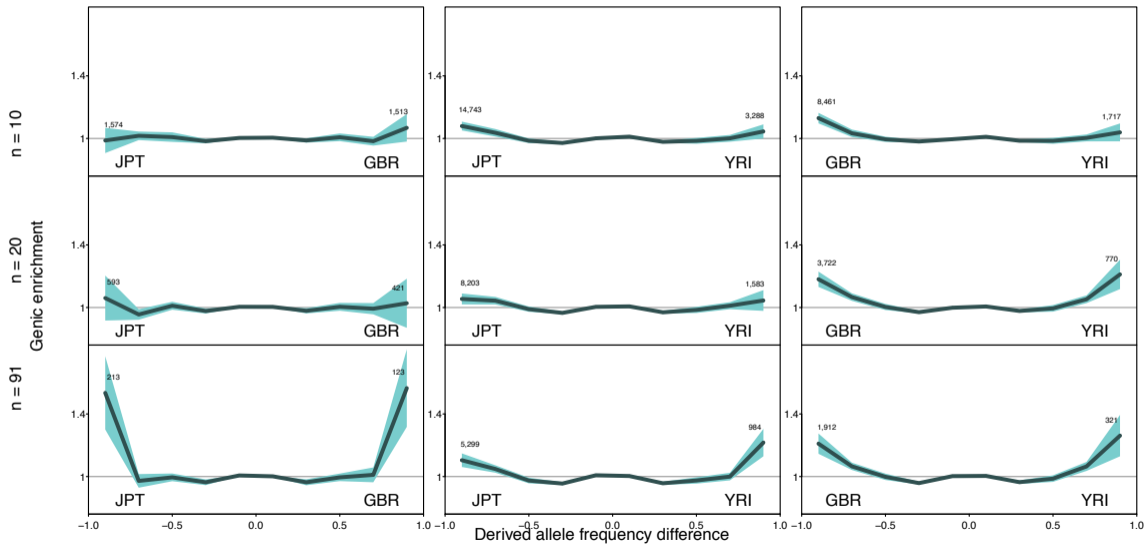 n = 10
1.4
1
1,574
1,513
JPT
GBR
14,743
3,288
JPT
YRI
8,461
1,717
1.4
1
GBR
YRI
n = 20
Genic enrichment
1.4
1
593
421
JPT
GBR
1.4
1
8,203
1,583
JPT
YRI
1.4
1
3,722
770
GBR
YRI
n = 91
1.4
1
213
123
JPT
GBR
1.4
1
5,299
984
JPT
YRI
1.4
1
1,912
321
GBR
YRI
−1.0 −0.5 0.0 0.5 1.0
−1.0 −0.5 0.0 0.5 1.0
−1.0 −0.5 0.0 0.5 1.0
Derived allele frequency difference